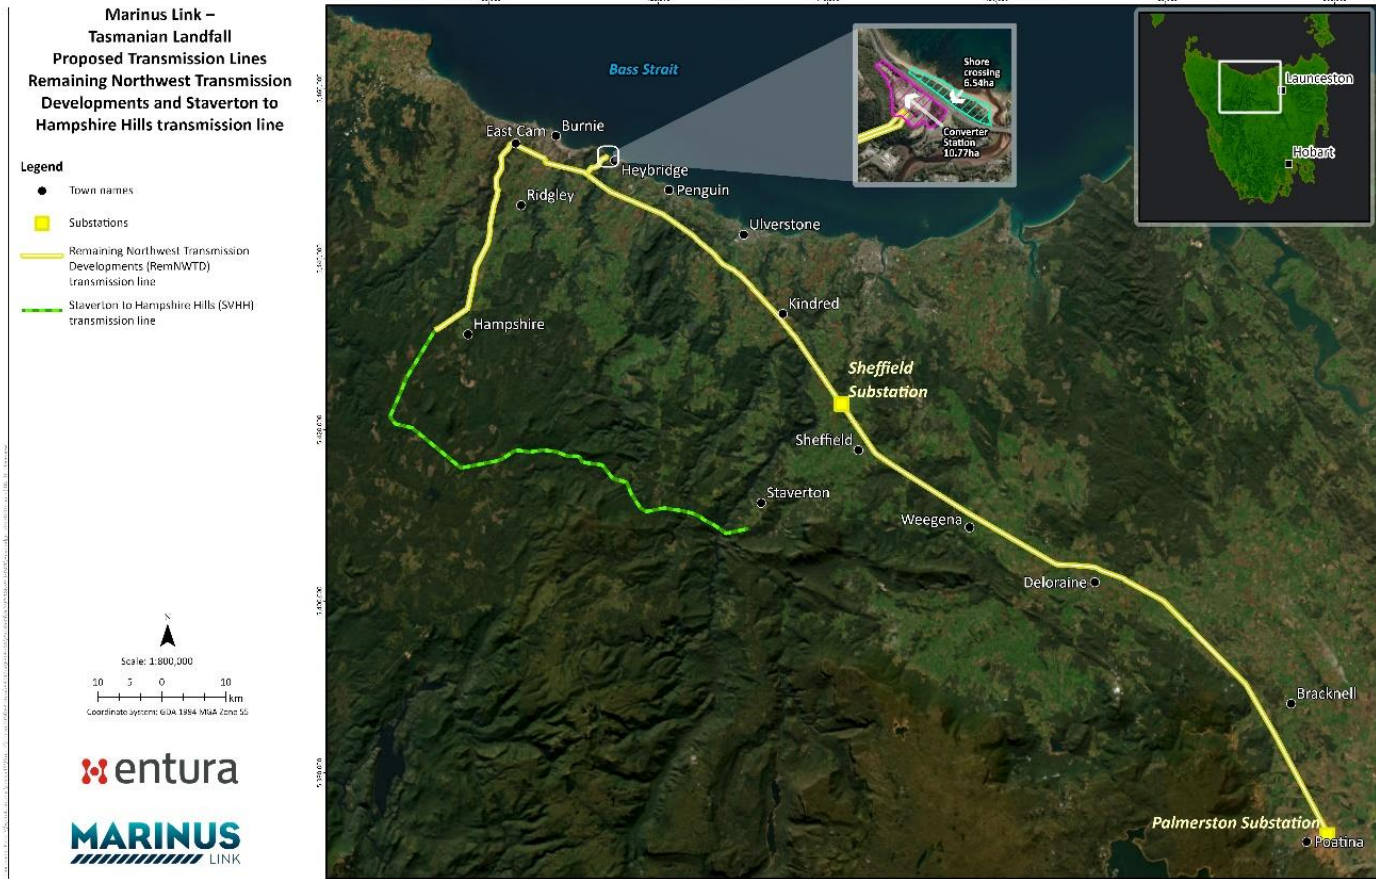 Marinus Link –
Tasmanian Landfall
Proposed Transmission Lines
Remaining Northwest Transmission
Developments and Staverton to
Hampshire Hills transmission line
Legend
Town names
Substations
Remaining Northwest Transmission
Developments (RemNWTD)
transmission line
Staverton to Hampshire Hills (SVHH)
transmission line
N
Scale: 1:800,000
10 5 0 10
km
Coordinate System: GDA 1994 MGA Zone 55
entura
MARINUS
LINK
Bass Strait
Shore
crossing
6.54ha
Converter
Station
10.77ha
Launceston
Hobart
East Cam
Burnie
Heybridge
Penguin
Ridgley
Ulverstone
Kindred
Hampshire
Sheffield
Substation
Sheffield
Staverton
Weegena
Deloraine
Bracknell
Palmerston Substation
Poatina